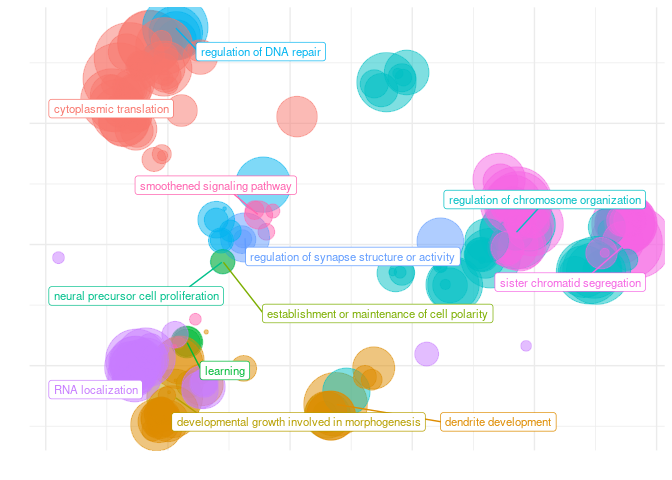 regulation of DNA repair
cytoplasmic translation
smoothened signaling pathway
regulation of chromosome organization
regulation of synapse structure or activity
sister chromatid segregation
neural precursor cell proliferation
establishment or maintenance of cell polarity
learning
RNA localization
developmental growth involved in morphogenesis
dendrite development